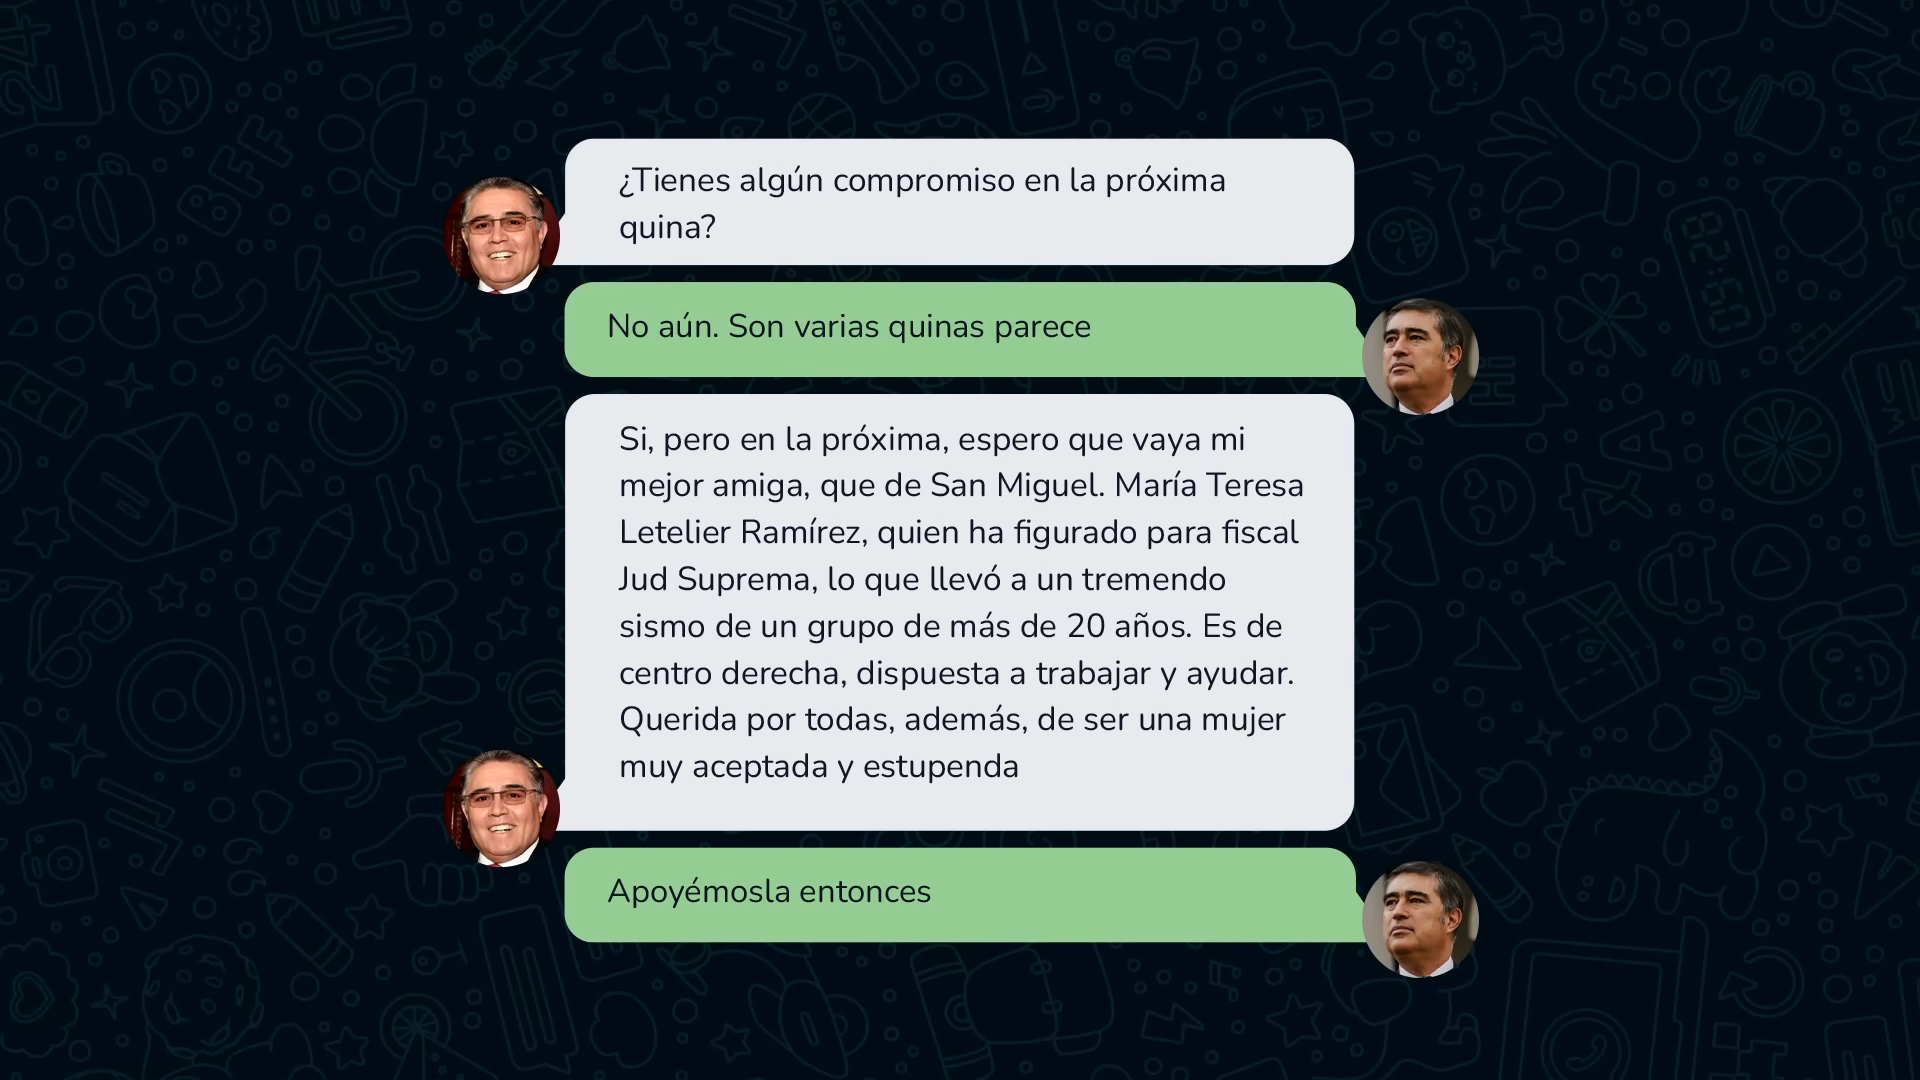 ¿Tienes algún compromiso en la próxima
quina?
No aún. Son varias quinas parece
Si, pero en la próxima, espero que vaya mi
mejor amiga, que de San Miguel. María Teresa
Letelier Ramírez, quien ha figurado para fiscal
Jud Suprema, lo que llevó a un tremendo
sismo de un grupo de más de 20 años. Es de
centro derecha, dispuesta a trabajar y ayudar.
Querida por todas, además, de ser una mujer
muy aceptada y estupenda
Apoyémosla entonces